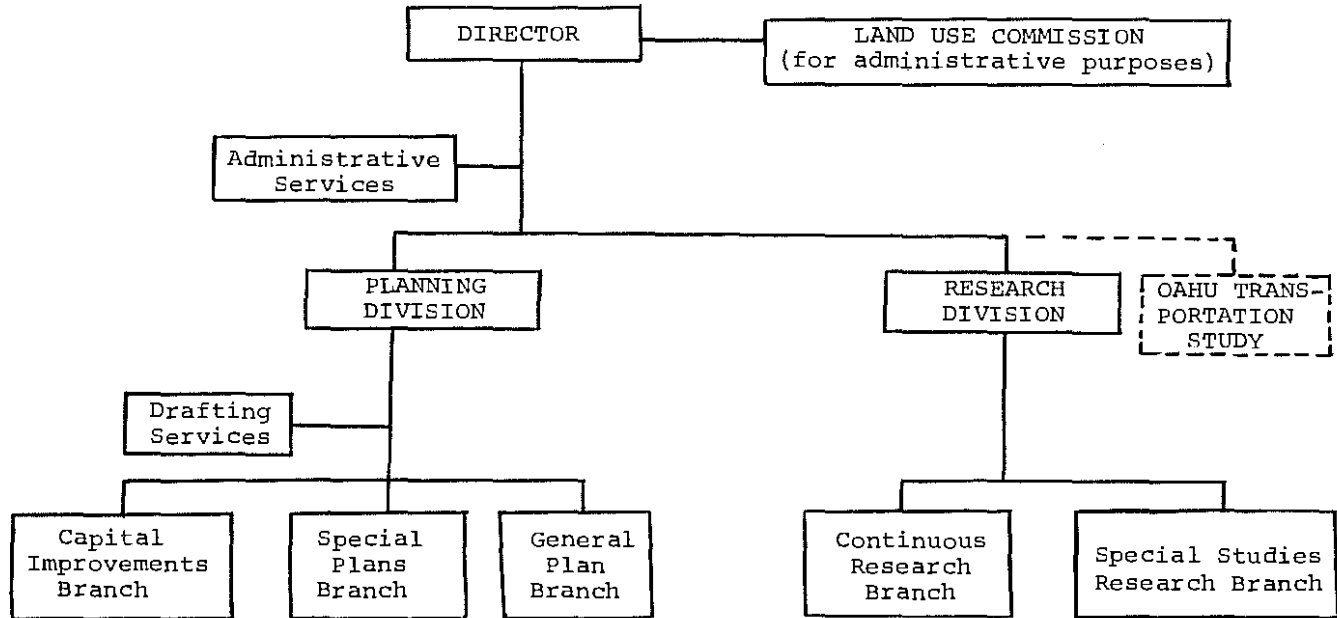 DIRECTOR
LAND USE COMMISSION
(for administrative purposes)
Administrative
Services
PLANNING
DIVISION
RESEARCH
DIVISION
OAHU TRANS-
PORTATION
STUDY
Drafting
Services
Capital
Improvements
Branch
Special
Plans
Branch
General
Plan
Branch
Continuous
Research
Branch
Special Studies
Research Branch